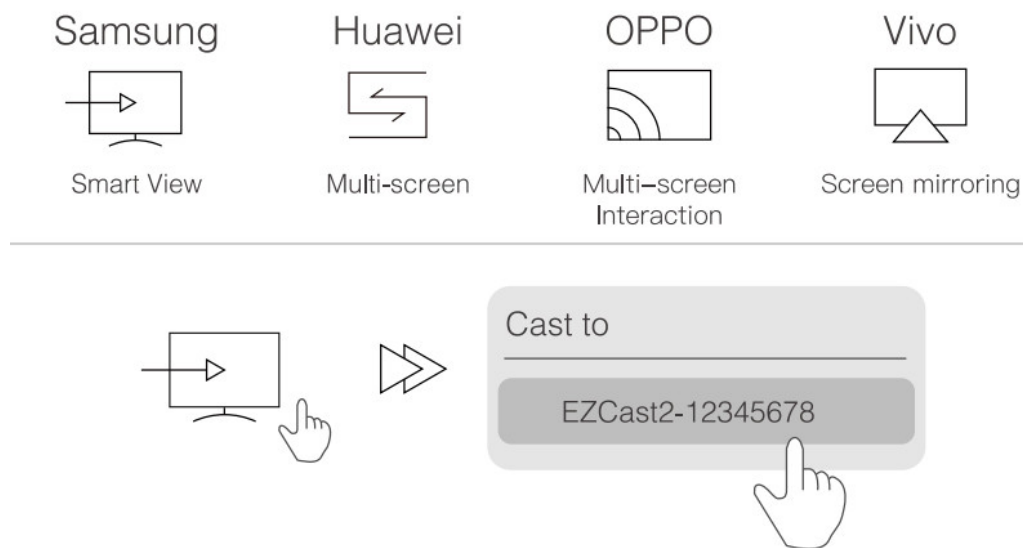 Samsung Huawei OPPO Vivo
Smart View Multi-screen Multi–screen Screen mirroring
Interaction
Cast to
EZCast2-12345678